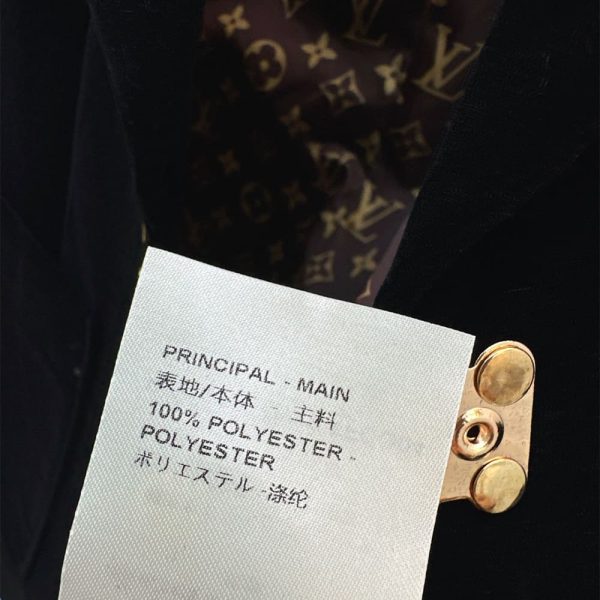 PRINCIPAL - MAIN
表地/本体 - 主料
100% POLYESTER -
POLYESTER
ポリエステル -涤纶